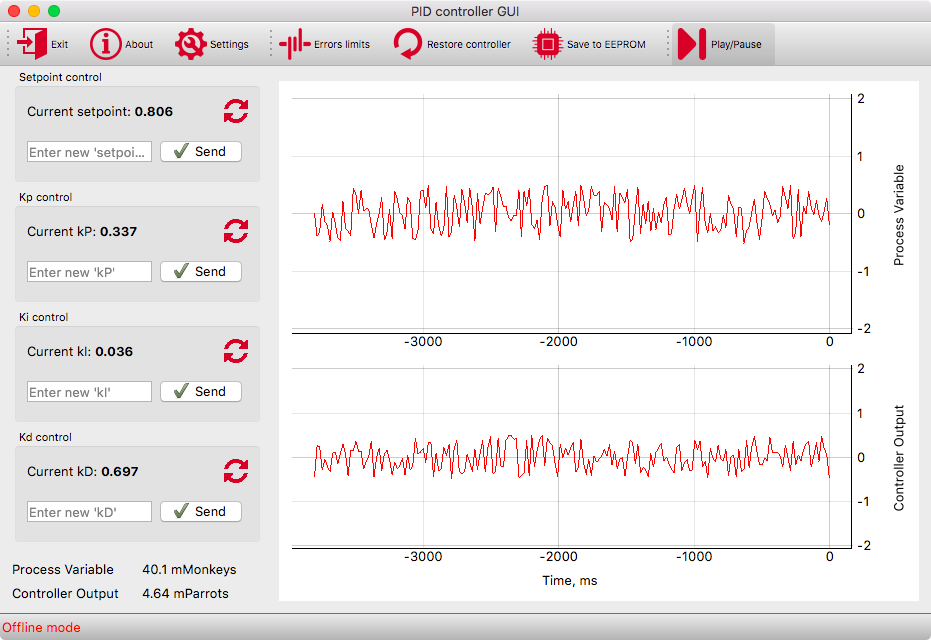 PID controller GUI
Exit About Settings Errors limits Restore controller Save to EEPROM Play/Pause
Setpoint control
Current setpoint: 0.806
Enter new 'setpoi... Send
Kp control
Current kP: 0.337
Enter new 'kP' Send
Ki control
Current kI: 0.036
Enter new 'kI' Send
Kd control
Current kD: 0.697
Enter new 'kD' Send
Process Variable 40.1 mMonkeys
Controller Output 4.64 mParrots
2
1
0
-1
-2
Process Variable
-3000 -2000 -1000 0
2
1
0
-1
-2
Controller Output
-3000 -2000 -1000 0
Time, ms
Offline mode